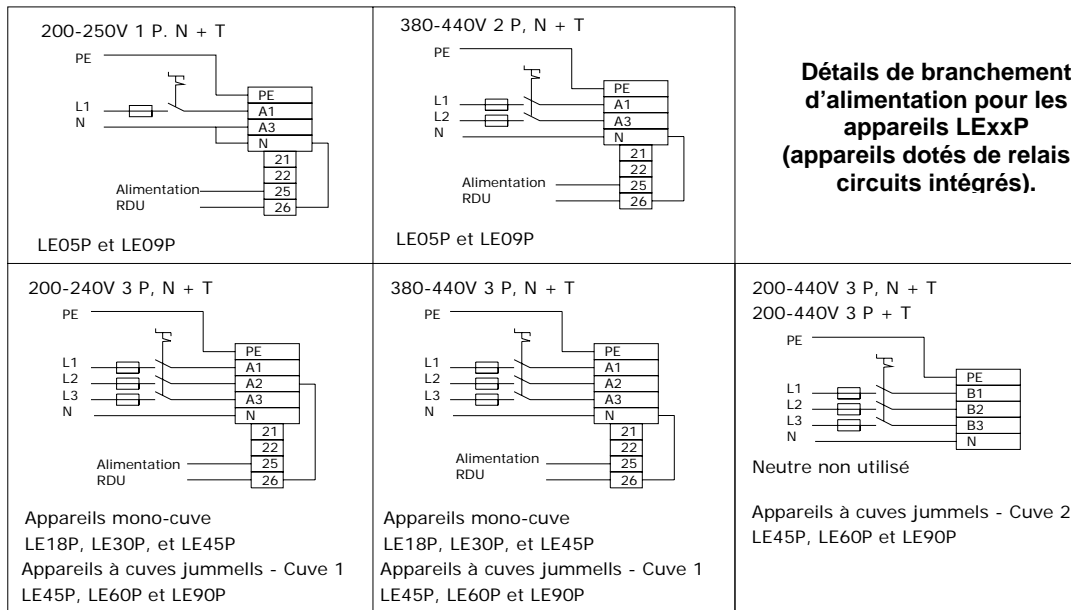 200-250V 1 P. N + T
PE
L1
N
PE
A1
A3
N
21
22
25
26
Alimentation
RDU
LE05P et LE09P
380-440V 2 P, N + T
PE
L1
L2
N
PE
A1
A3
N
21
22
25
26
Alimentation
RDU
LE05P et LE09P
Détails de branchement
d'alimentation pour les
appareils LExxP
(appareils dotés de relais
circuits intégrés).
200-240V 3 P, N + T
PE
L1
L2
L3
N
PE
A1
A2
A3
N
21
22
25
26
Alimentation
RDU
Appareils mono-cuve
LE18P, LE30P, et LE45P
Appareils à cuves jummells - Cuve 1
LE45P, LE60P et LE90P
380-440V 3 P, N + T
PE
L1
L2
L3
N
PE
A1
A2
A3
N
21
22
25
26
Alimentation
RDU
Appareils mono-cuve
LE18P, LE30P, et LE45P
Appareils à cuves jummells - Cuve 1
LE45P, LE60P et LE90P
200-440V 3 P, N + T
200-440V 3 P + T
PE
L1
L2
L3
N
PE
B1
B2
B3
N
Neutre non utilisé
Appareils à cuves jummels - Cuve 2
LE45P, LE60P et LE90P